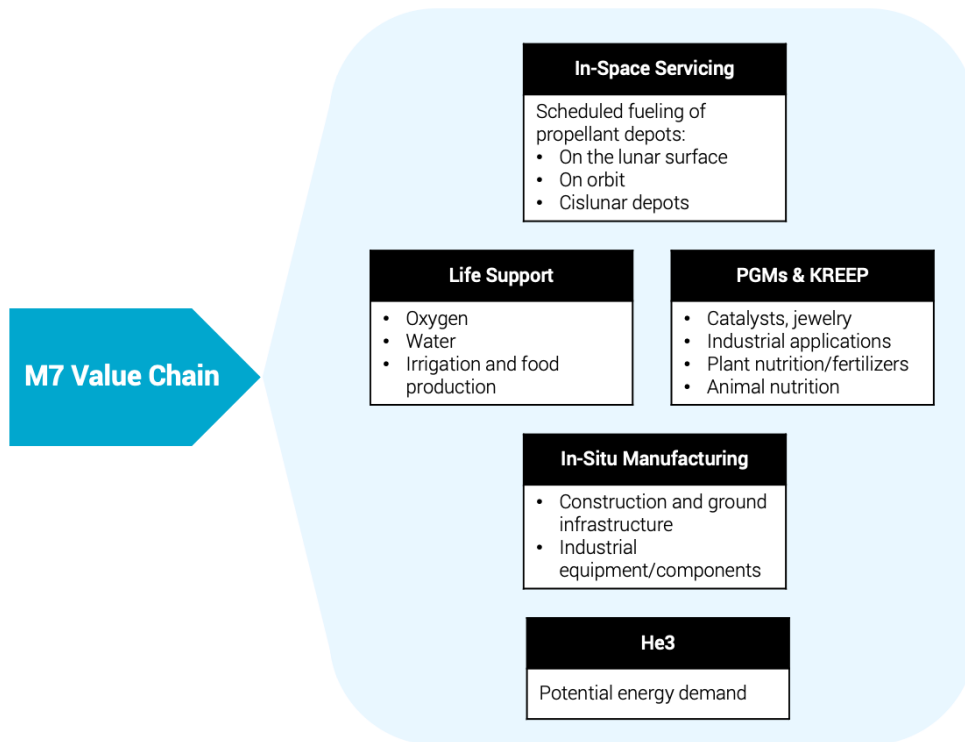 M7 Value Chain
In-Space Servicing
Scheduled fueling of
propellant depots:
• On the lunar surface
• On orbit
• Cislunar depots
Life Support
• Oxygen
• Water
• Irrigation and food
production
PGMs & KREEP
• Catalysts, jewelry
• Industrial applications
• Plant nutrition/fertilizers
• Animal nutrition
In-Situ Manufacturing
• Construction and ground
infrastructure
• Industrial
equipment/components
He3
Potential energy demand